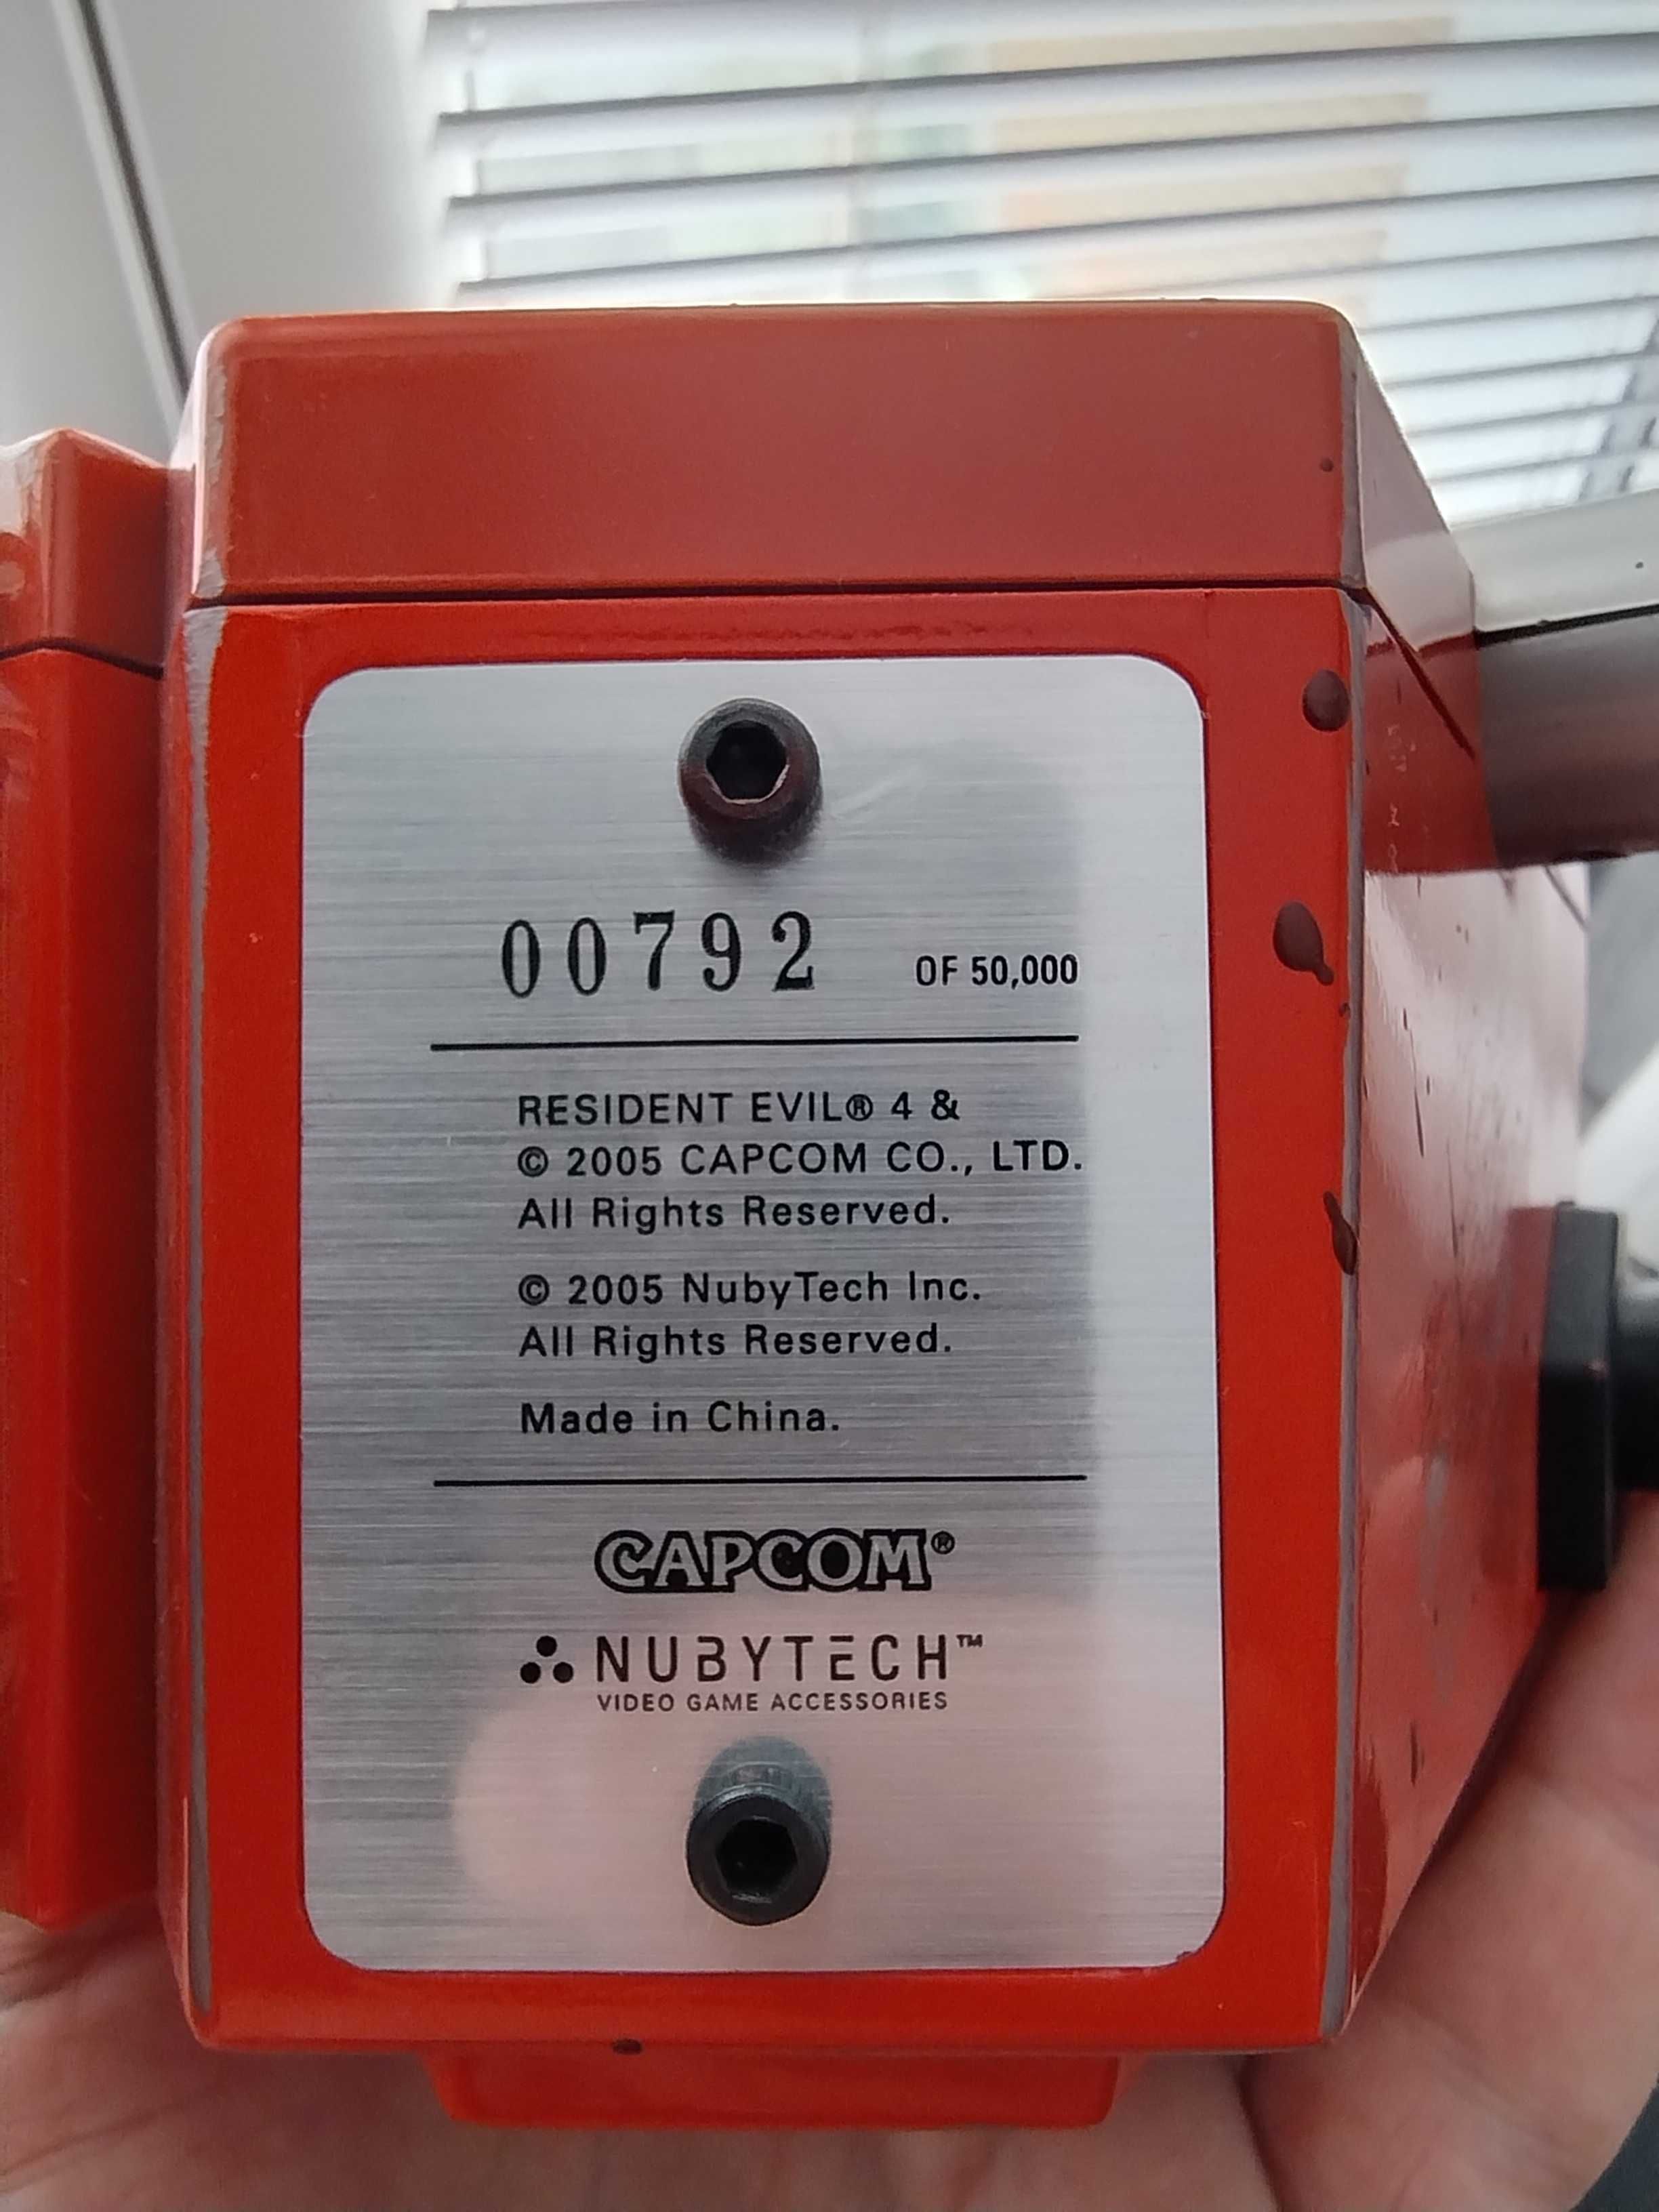 00792 OF 50,000
RESIDENT EVIL® 4 &
© 2005 CAPCOM CO., LTD.
All Rights Reserved.
© 2005 NubyTech Inc.
All Rights Reserved.
Made in China.
CAPCOM®
NUBYTECH™
VIDEO GAME ACCESSORIES